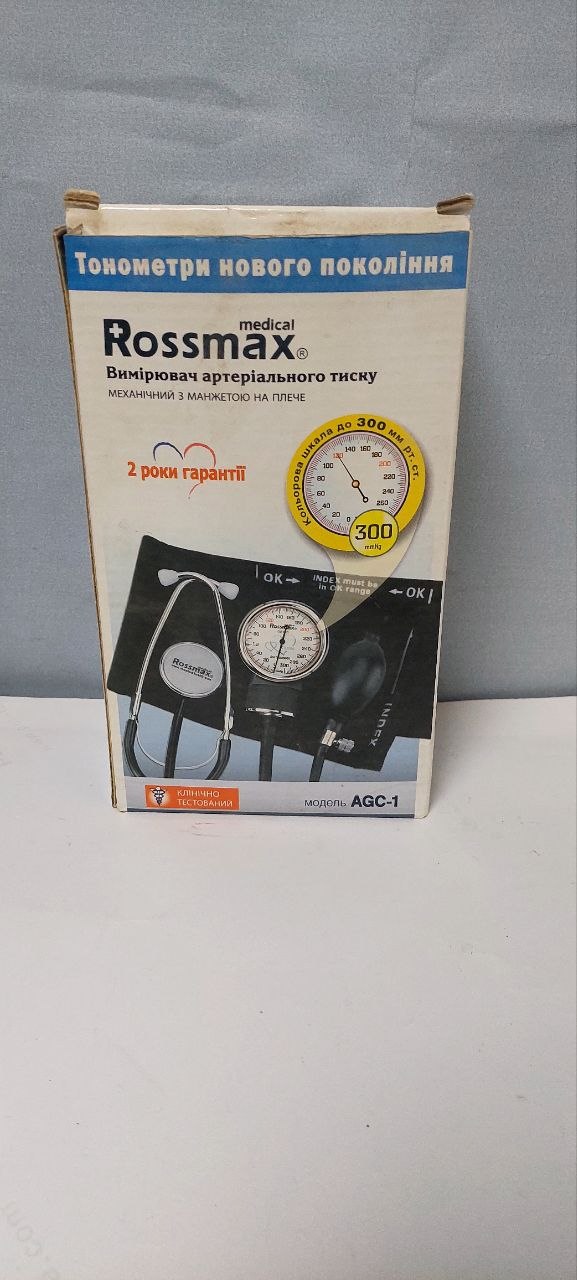 Тонометри нового покоління
medical
Rossmax®
Вимірювач артеріального тиску
МЕХАНІЧНИЙ З МАНЖЕТОЮ НА ПЛЕЧЕ
2 роки гарантії
Кольорова шкала до 300 мм рт. ст.
300
mmHg
OK → INDEX must be in OK range ← OK
Rossmax
INDEX
КЛІНІЧНО
ТЕСТОВАНИЙ
модель AGC-1